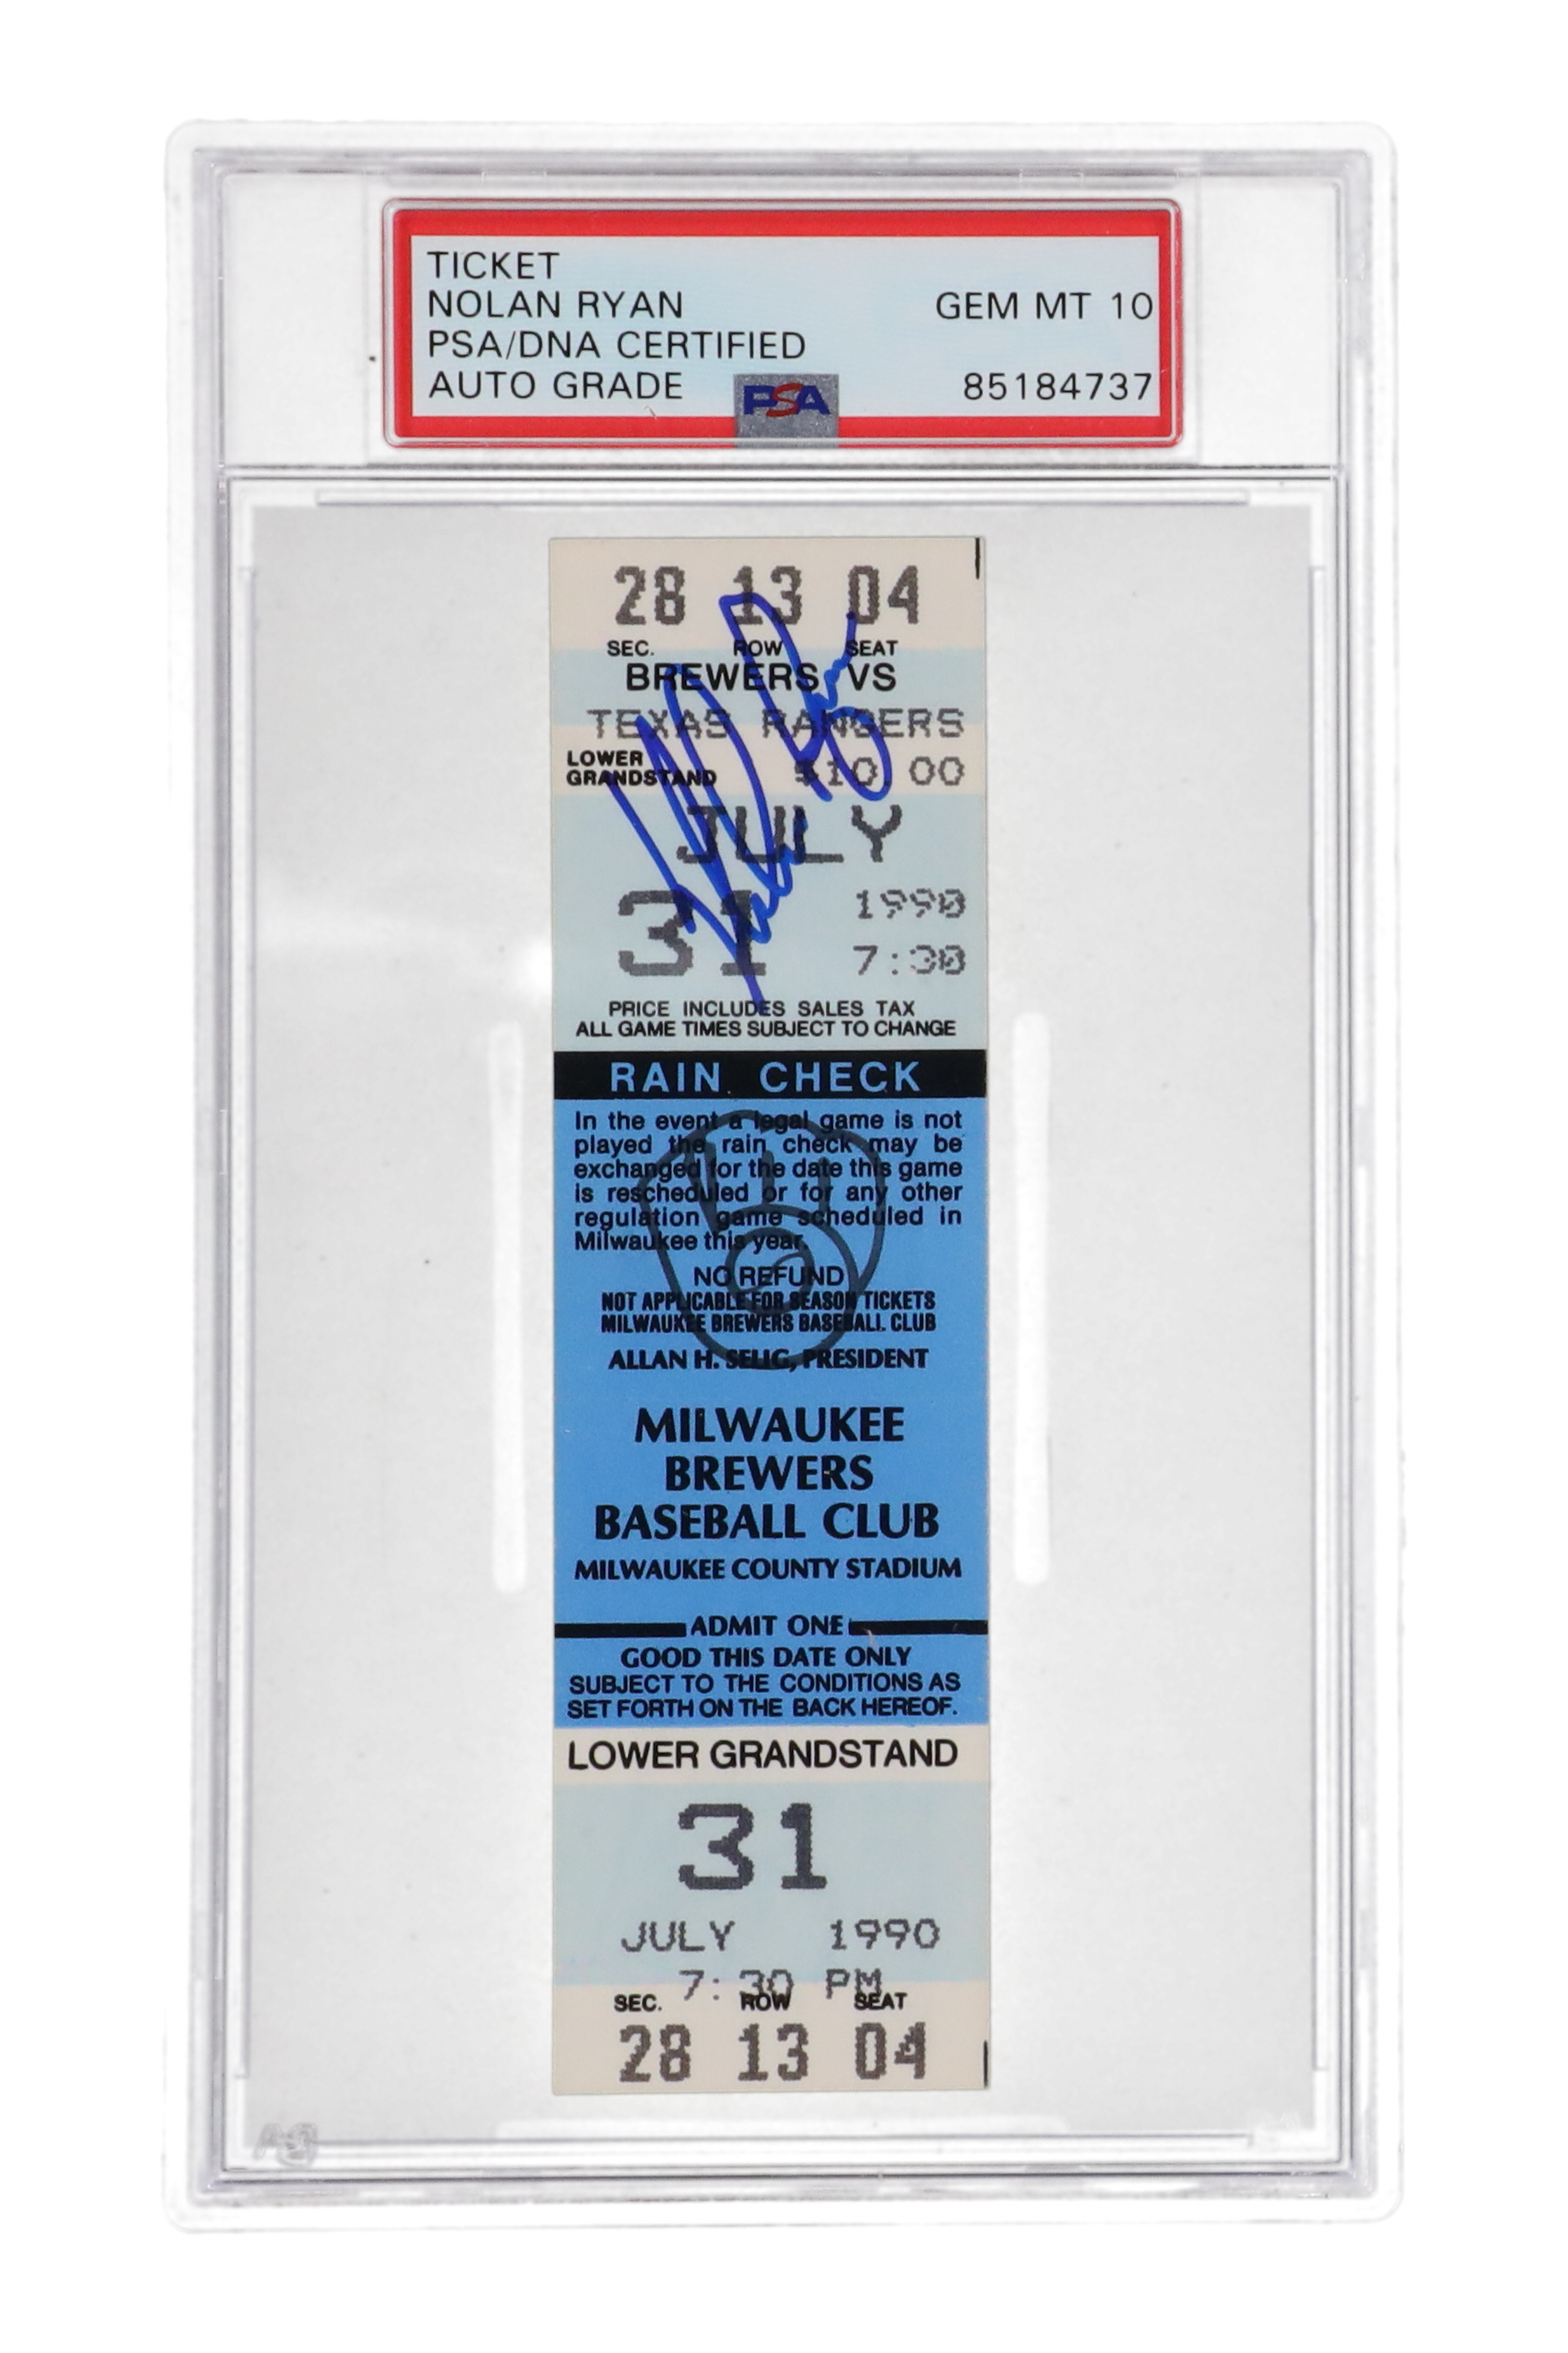 TICKET
NOLAN RYAN
PSA/DNA CERTIFIED
AUTO GRADE
GEM MT 10
85184737
PSA
28 13 04
SEC. ROW SEAT
BREWERS VS
TEXAS RANGERS
LOWER
GRANDSTAND
$10.00
JULY
31 1990
7:30
Nolan Ryan
PRICE INCLUDES SALES TAX
ALL GAME TIMES SUBJECT TO CHANGE
RAIN CHECK
In the event a legal game is not
played the rain check may be
exchanged for the date this game
is rescheduled or for any other
regulation game scheduled in
Milwaukee this year.
NO REFUND
NOT APPLICABLE FOR SEASON TICKETS
MILWAUKEE BREWERS BASEBALL CLUB
ALLAN H. SELIG, PRESIDENT
MILWAUKEE
BREWERS
BASEBALL CLUB
MILWAUKEE COUNTY STADIUM
ADMIT ONE
GOOD THIS DATE ONLY
SUBJECT TO THE CONDITIONS AS
SET FORTH ON THE BACK HEREOF.
LOWER GRANDSTAND
31
JULY 1990
7:30 PM
SEC. ROW SEAT
28 13 04